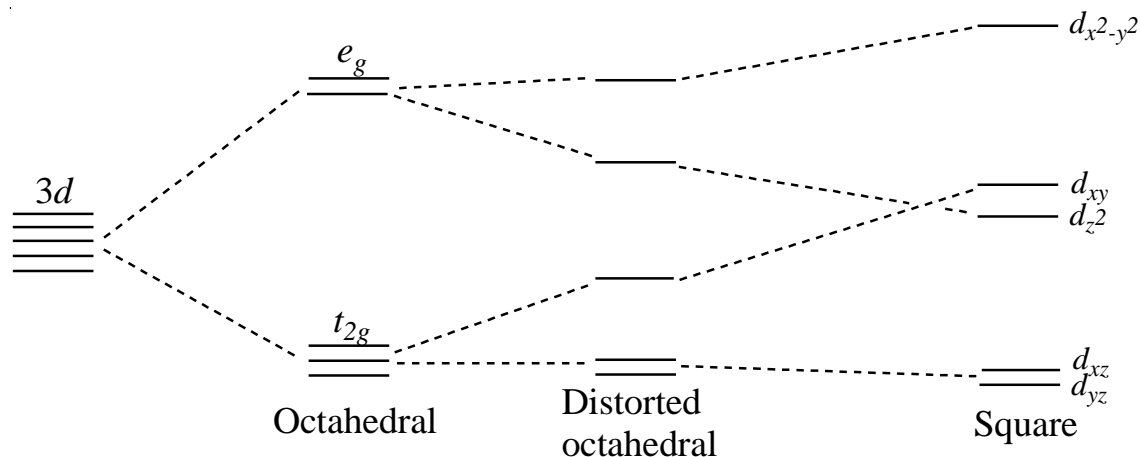 d_{x^2-y^2}
e_g
3d
d_{xy}
d_{z^2}
t_{2g}
d_{xz}
d_{yz}
Octahedral
Distorted
octahedral
Square